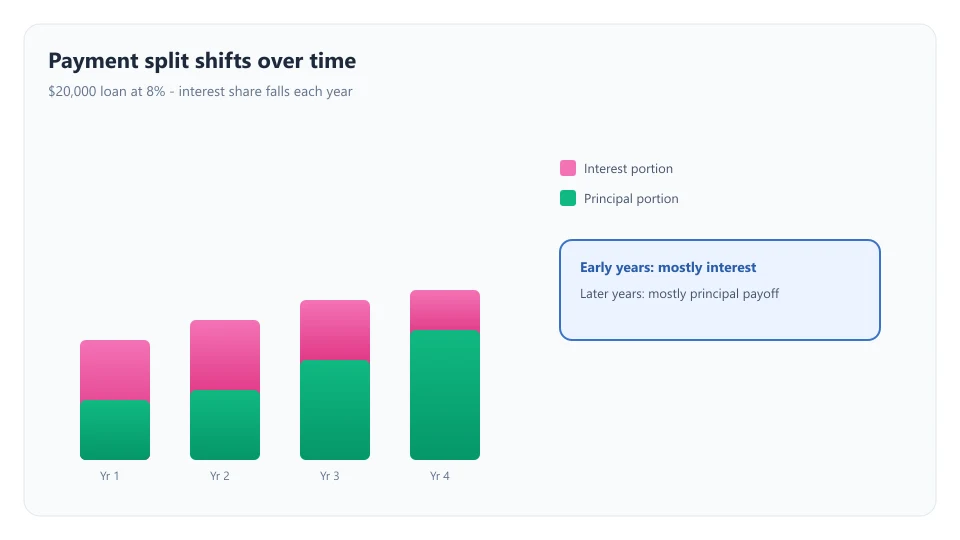 Payment split shifts over time
$20,000 loan at 8% - interest share falls each year
Interest portion
Principal portion
Early years: mostly interest
Later years: mostly principal payoff
Yr 1
Yr 2
Yr 3
Yr 4